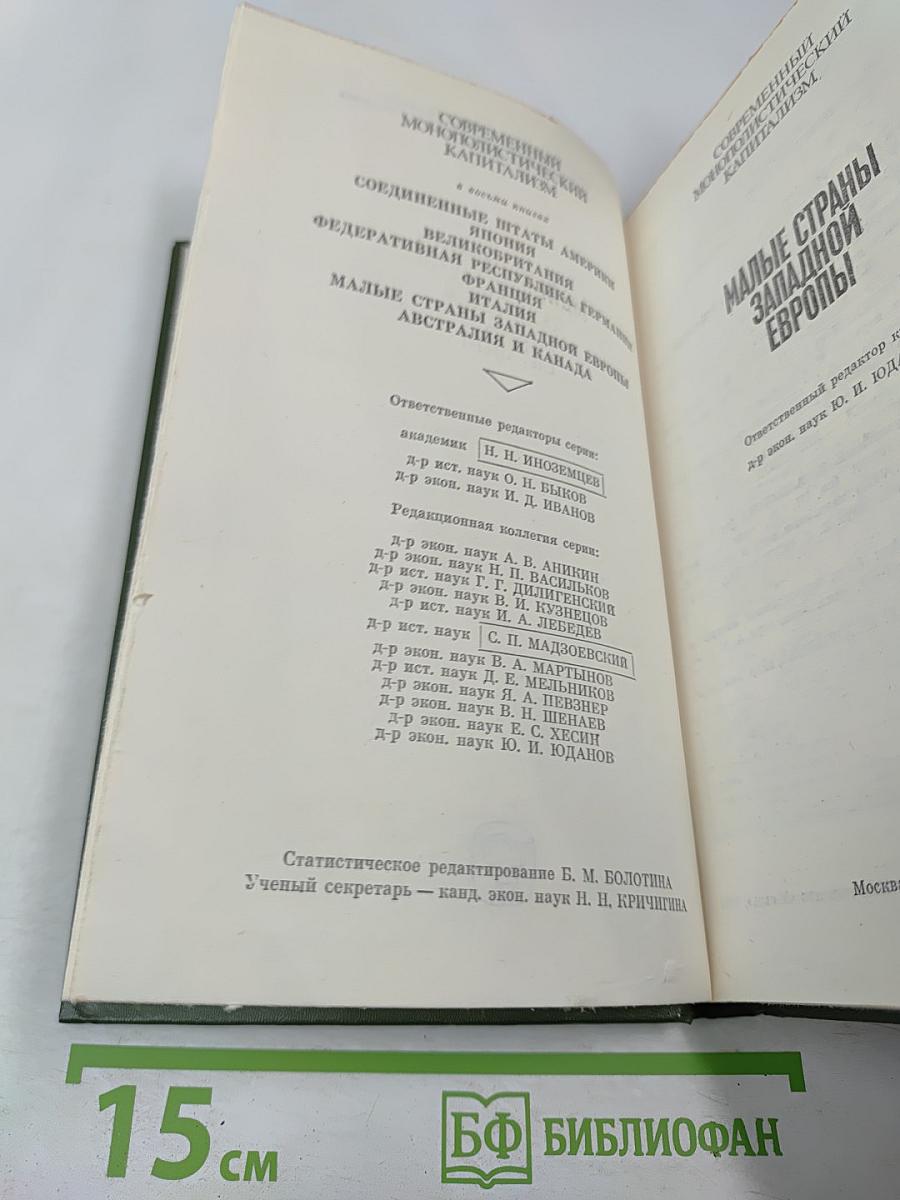 СОВРЕМЕННЫЙ
МОНОПОЛИСТИЧЕСКИЙ
КАПИТАЛИЗМ
в восьми книгах
СОЕДИНЕННЫЕ ШТАТЫ АМЕРИКИ
ЯПОНИЯ
ВЕЛИКОБРИТАНИЯ
ФЕДЕРАТИВНАЯ РЕСПУБЛИКА ГЕРМАНИИ
ФРАНЦИЯ
ИТАЛИЯ
МАЛЫЕ СТРАНЫ ЗАПАДНОЙ ЕВРОПЫ
АВСТРАЛИЯ И КАНАДА
Ответственные редакторы серии:
академик Н. Н. ИНОЗЕМЦЕВ
д-р ист. наук О. Н. БЫКОВ
д-р экон. наук И. Д. ИВАНОВ
Редакционная коллегия серии:
д-р экон. наук А. В. АНИКИН
д-р экон. наук Н. П. ВАСИЛЬКОВ
д-р ист. наук Г. Г. ДИЛИГЕНСКИЙ
д-р экон. наук В. И. КУЗНЕЦОВ
д-р ист. наук И. А. ЛЕБЕДЕВ
д-р ист. наук С. П. МАДЗОЕВСКИЙ
д-р экон. наук В. А. МАРТЫНОВ
д-р ист. наук Д. Е. МЕЛЬНИКОВ
д-р экон. наук Я. А. ПЕВЗНЕР
д-р экон. наук В. Н. ШЕНАЕВ
д-р экон. наук Е. С. ХЕСИН
д-р экон. наук Ю. И. ЮДАНОВ
Статистическое редактирование Б. М. БОЛОТИНА
Ученый секретарь — канд. экон. наук Н. Н. КРИЧИГИНА
СОВРЕМЕННЫЙ
МОНОПОЛИСТИЧЕСКИЙ
КАПИТАЛИЗМ
МАЛЫЕ СТРАНЫ
ЗАПАДНОЙ
ЕВРОПЫ
Ответственный редактор
д-р экон. наук Ю. И.
Москва
15 см
БФ БИБЛИОФАН